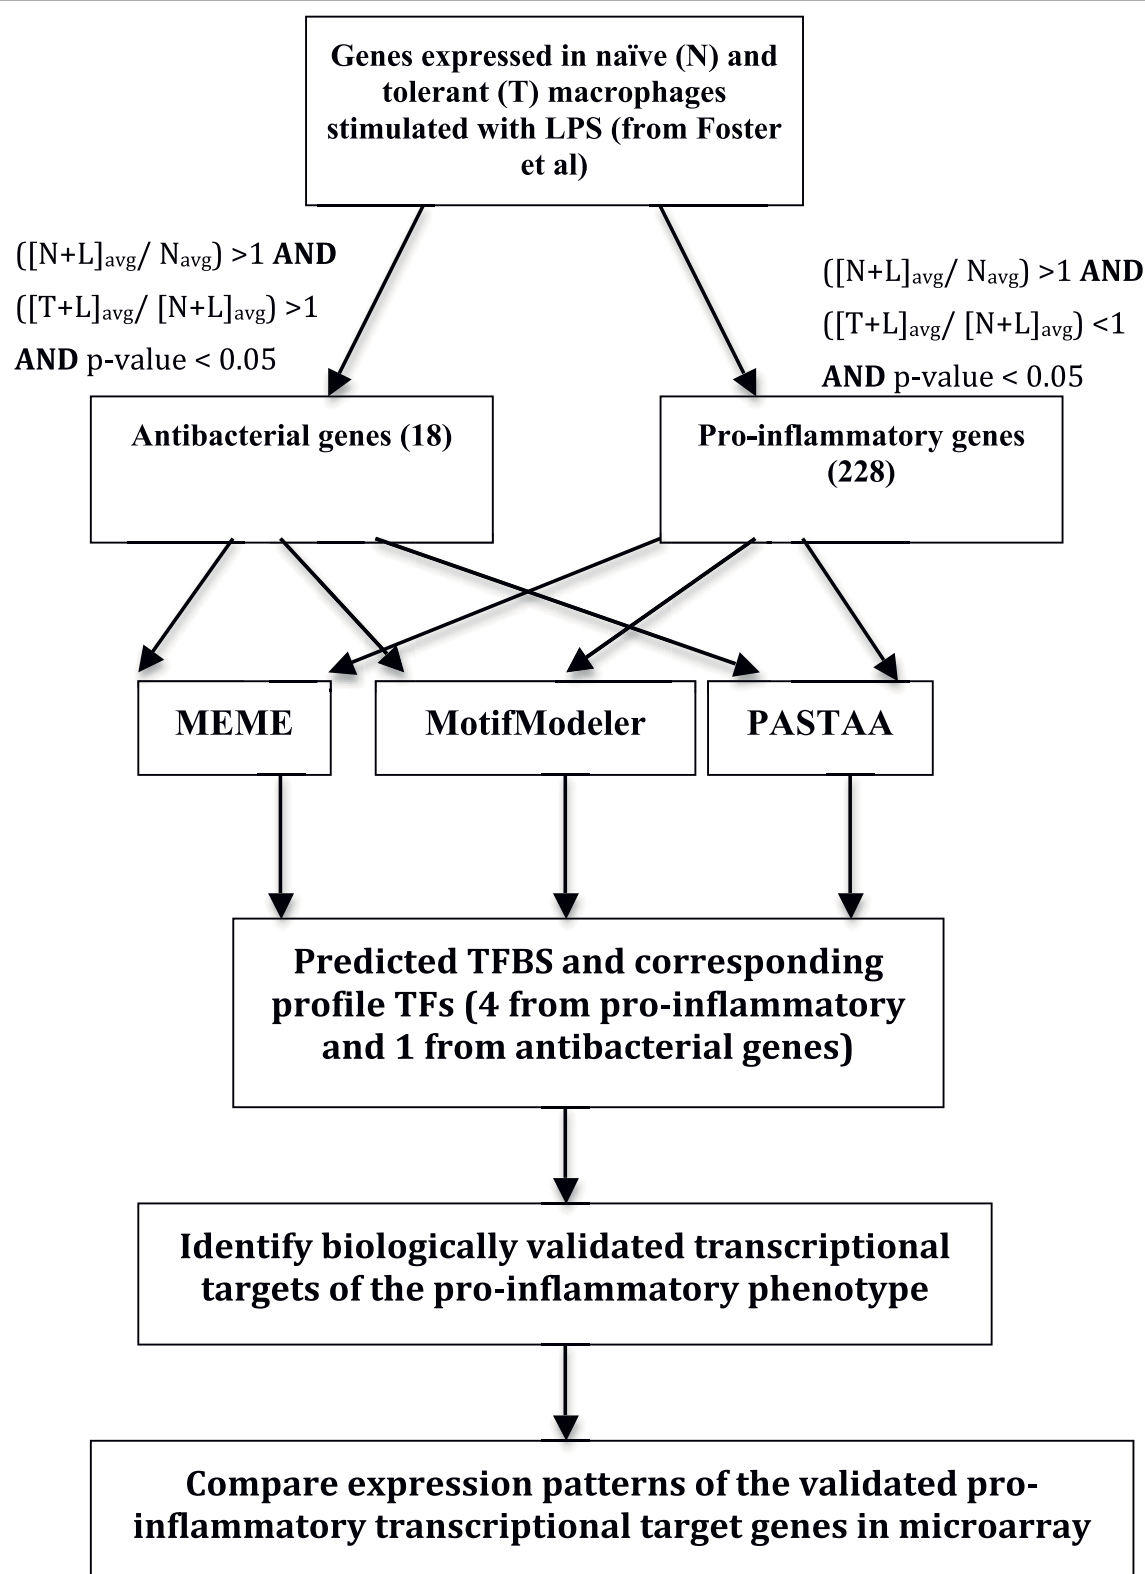 Genes expressed in naïve (N) and
tolerant (T) macrophages
stimulated with LPS (from Foster
et al)
([N+L]avg/ Navg) >1 AND
([T+L]avg/ [N+L]avg) >1
AND p-value < 0.05
([N+L]avg/ Navg) >1 AND
([T+L]avg/ [N+L]avg) <1
AND p-value < 0.05
Antibacterial genes (18)
Pro-inflammatory genes
(228)
MEME
MotifModeler
PASTAA
Predicted TFBS and corresponding
profile TFs (4 from pro-inflammatory
and 1 from antibacterial genes)
Identify biologically validated transcriptional
targets of the pro-inflammatory phenotype
Compare expression patterns of the validated pro-
inflammatory transcriptional target genes in microarray